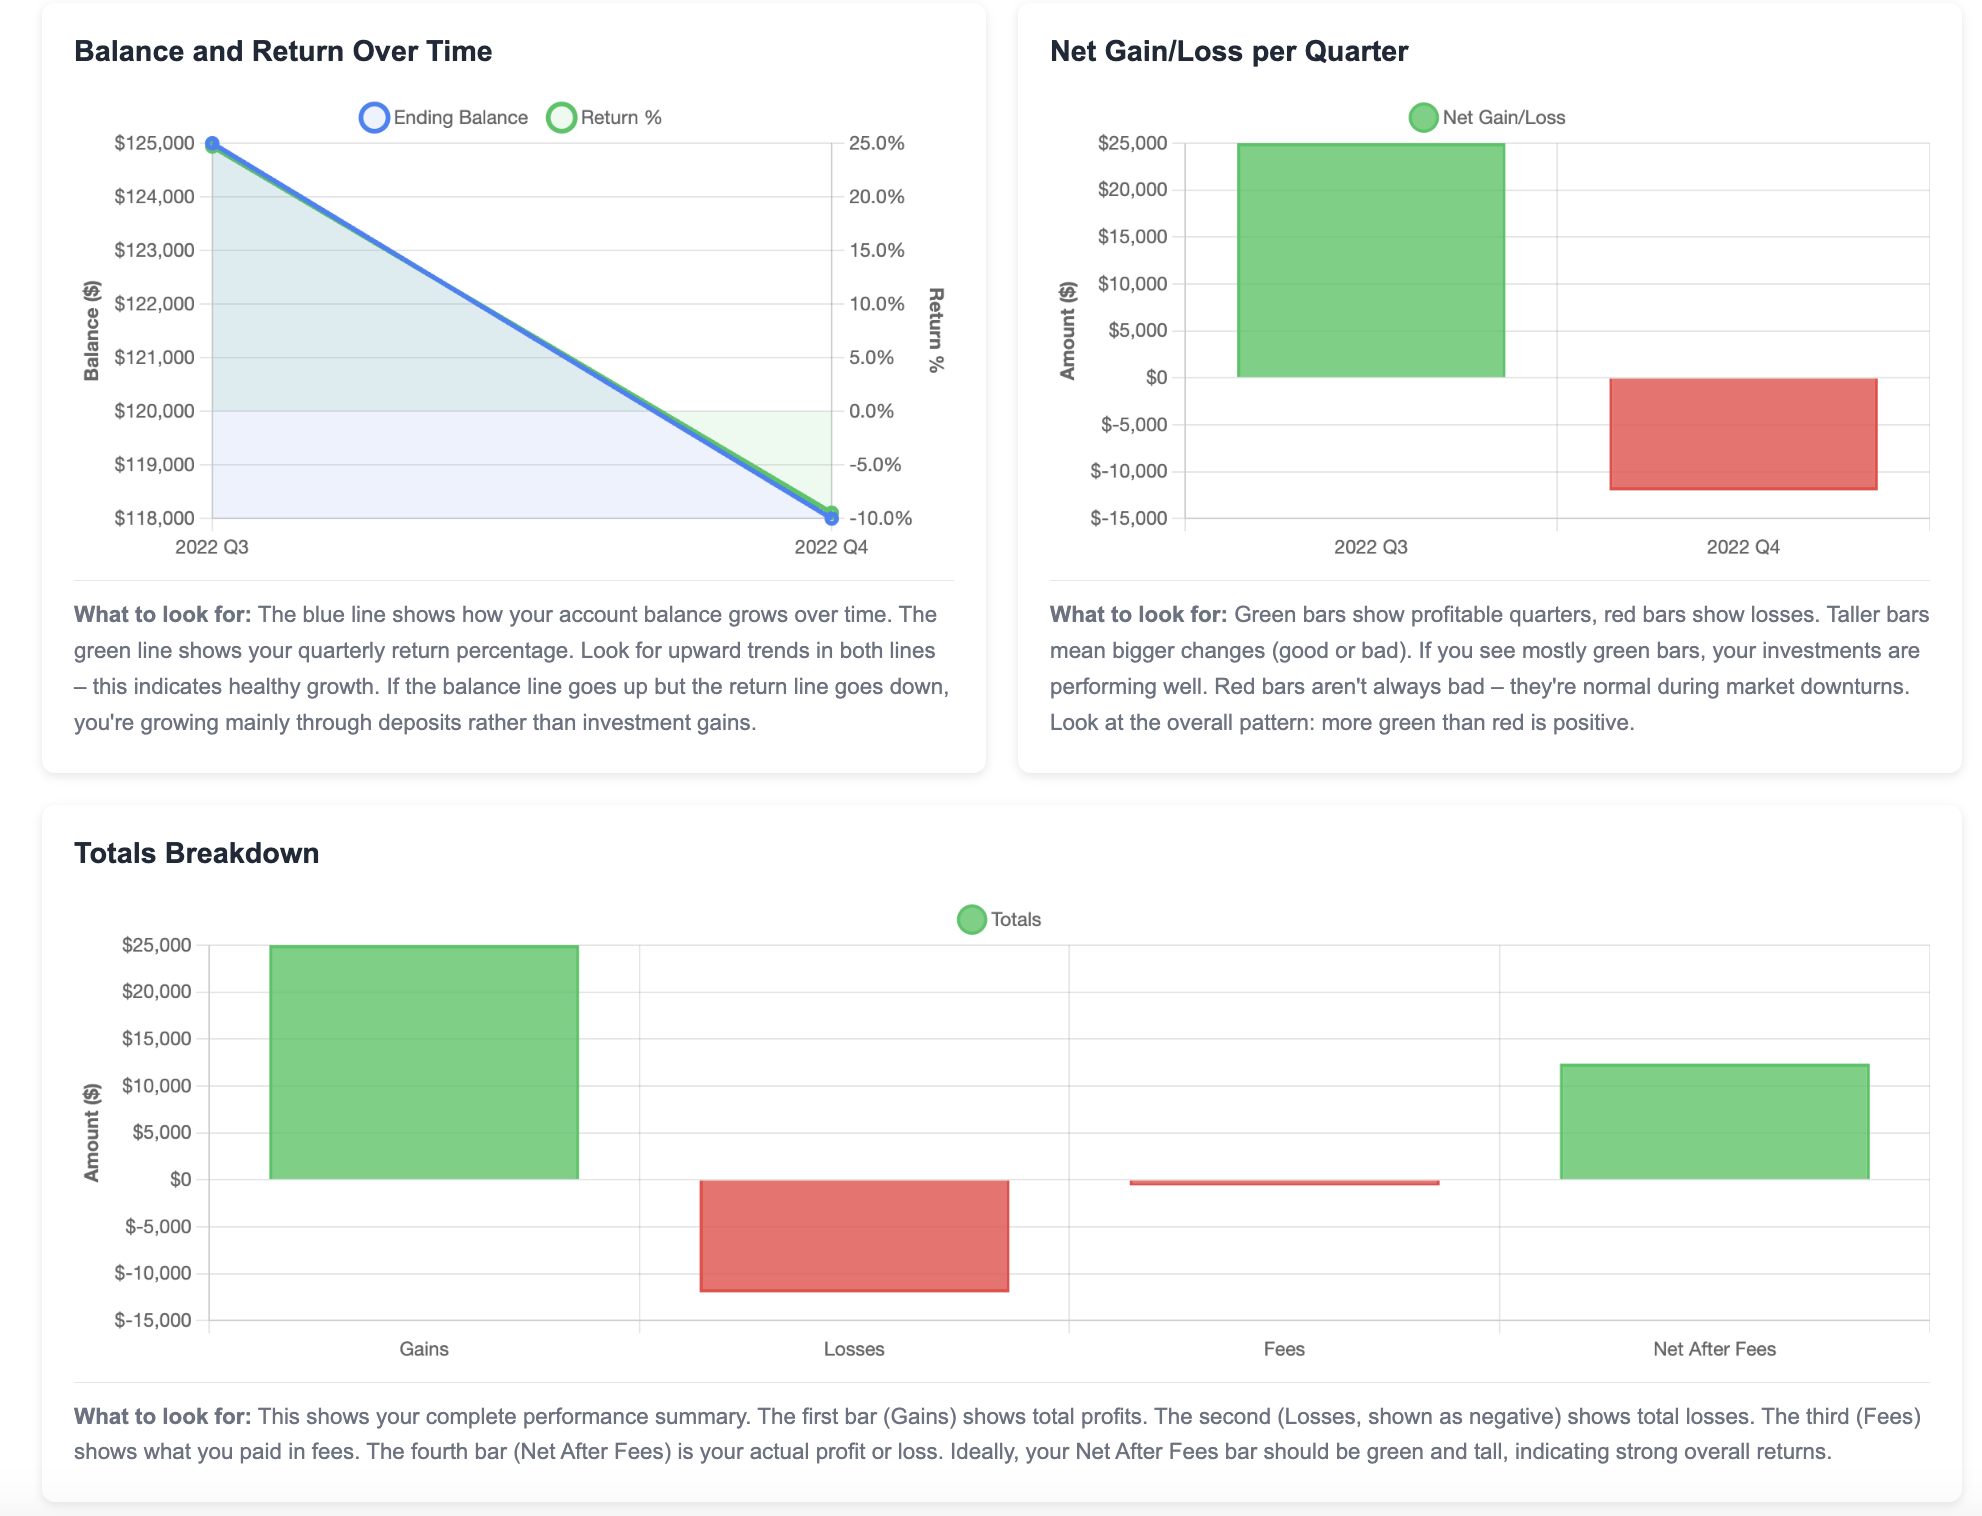 Balance and Return Over Time
Ending Balance
Return %
$125,000
$124,000
$123,000
$122,000
$121,000
$120,000
$119,000
$118,000
Balance ($)
25.0%
20.0%
15.0%
10.0%
5.0%
0.0%
-5.0%
-10.0%
Return %
2022 Q3
2022 Q4
What to look for: The blue line shows how your account balance grows over time. The
green line shows your quarterly return percentage. Look for upward trends in both lines
– this indicates healthy growth. If the balance line goes up but the return line goes down,
you're growing mainly through deposits rather than investment gains.
Net Gain/Loss per Quarter
Net Gain/Loss
$25,000
$20,000
$15,000
$10,000
$5,000
$0
$-5,000
$-10,000
$-15,000
Amount ($)
2022 Q3
2022 Q4
What to look for: Green bars show profitable quarters, red bars show losses. Taller bars
mean bigger changes (good or bad). If you see mostly green bars, your investments are
performing well. Red bars aren't always bad – they're normal during market downturns.
Look at the overall pattern: more green than red is positive.
Totals Breakdown
Totals
$25,000
$20,000
$15,000
$10,000
$5,000
$0
$-5,000
$-10,000
$-15,000
Amount ($)
Gains
Losses
Fees
Net After Fees
What to look for: This shows your complete performance summary. The first bar (Gains) shows total profits. The second (Losses, shown as negative) shows total losses. The third (Fees)
shows what you paid in fees. The fourth bar (Net After Fees) is your actual profit or loss. Ideally, your Net After Fees bar should be green and tall, indicating strong overall returns.